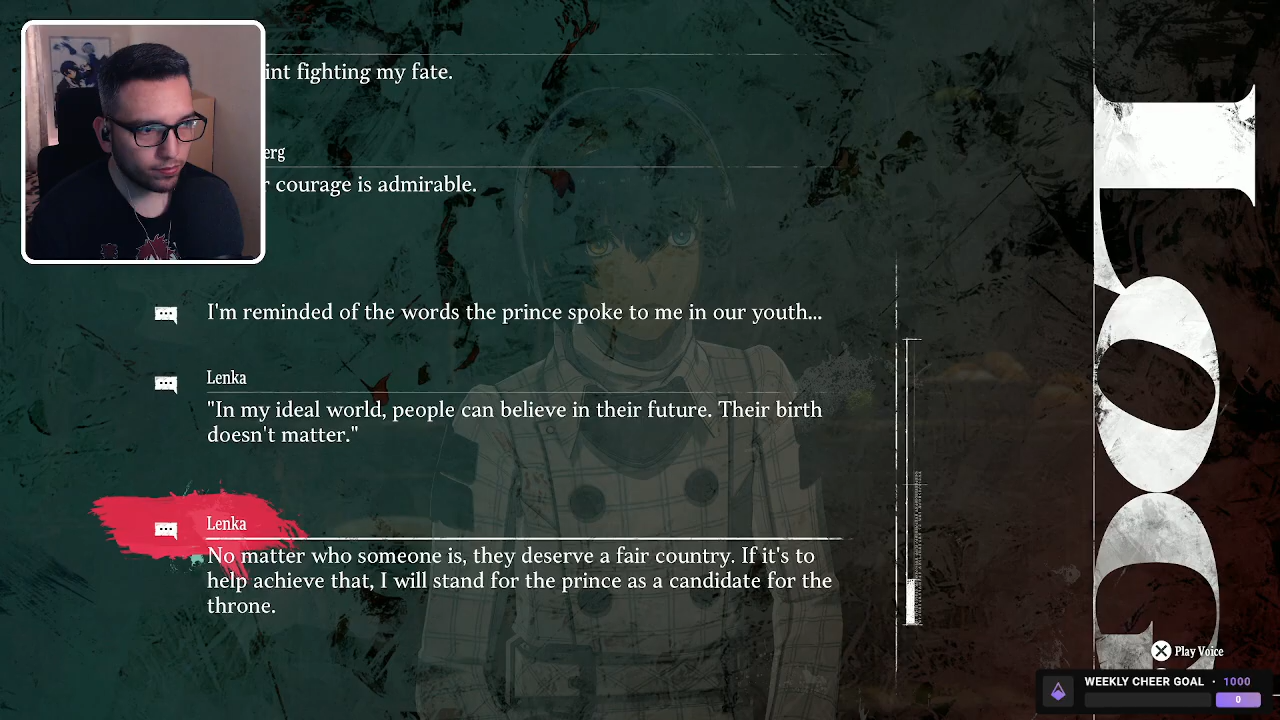 int fighting my fate.
erg
courage is admirable.
I'm reminded of the words the prince spoke to me in our youth...
Lenka
"In my ideal world, people can believe in their future. Their birth
doesn't matter."
Lenka
No matter who someone is, they deserve a fair country. If it's to
help achieve that, I will stand for the prince as a candidate for the
throne.
LOG
Play Voice
WEEKLY CHEER GOAL · 1000
0